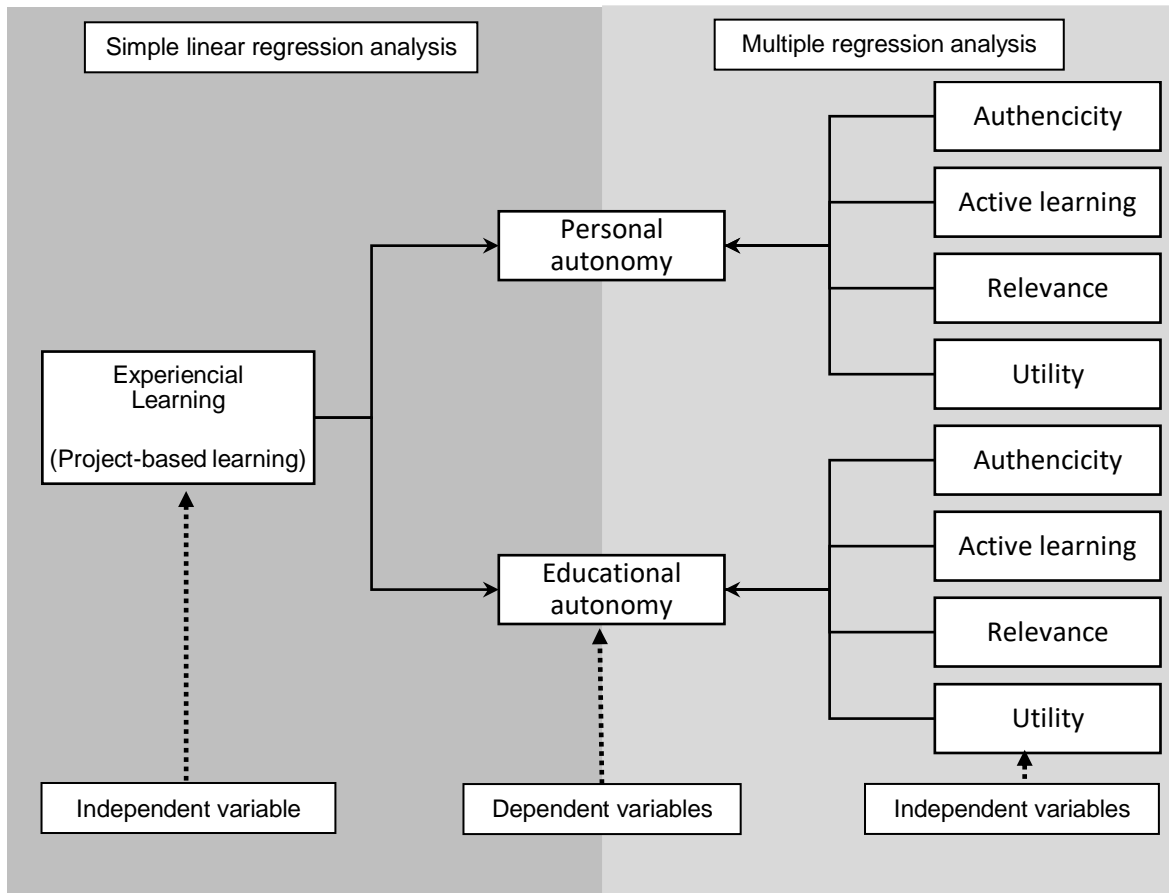 Simple linear regression analysis
Multiple regression analysis
Authencicity
Active learning
Personal
autonomy
Relevance
Experiencial
Learning
(Project-based learning)
Utility
Authencicity
Active learning
Educational
autonomy
Relevance
Utility
Independent variable
Dependent variables
Independent variables